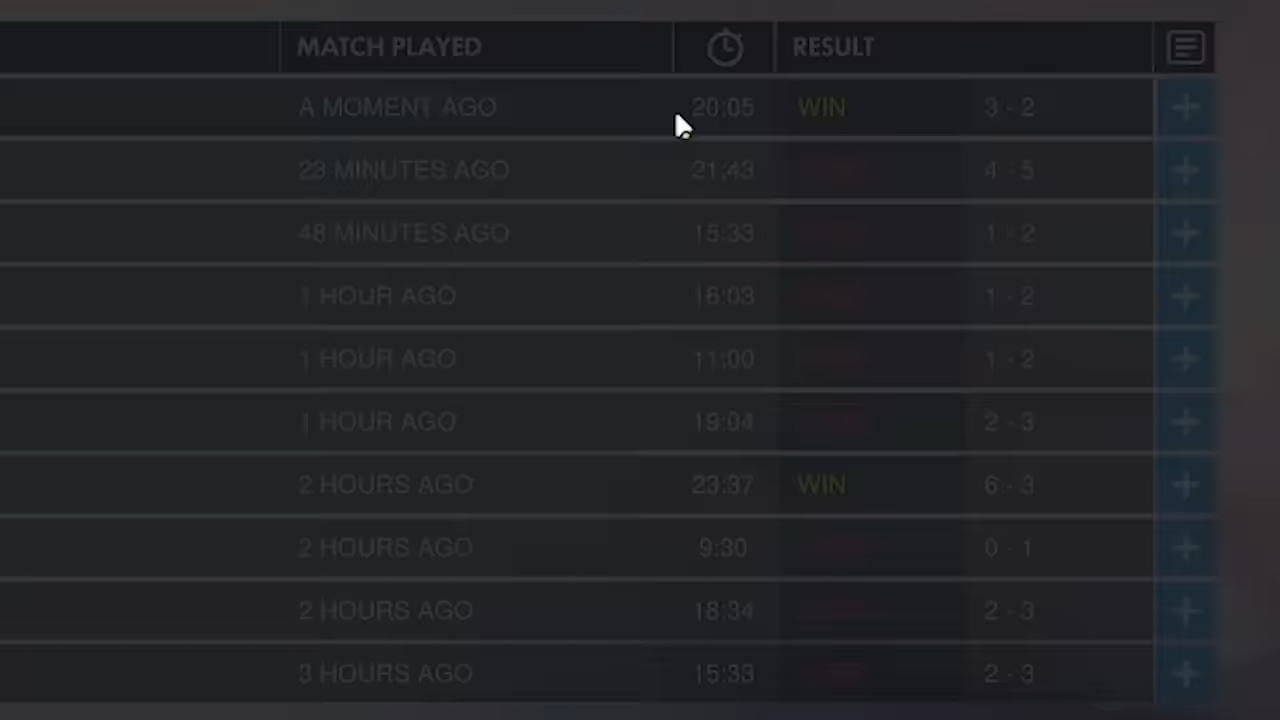 MATCH PLAYED RESULT
A MOMENT AGO 20:05 WIN 3 - 2
23 MINUTES AGO 21:43 4 - 5
48 MINUTES AGO 15:33 1 - 2
1 HOUR AGO 16:03 1 - 2
1 HOUR AGO 11:00 1 - 2
1 HOUR AGO 19:04 2 - 3
2 HOURS AGO 23:37 WIN 6 - 3
2 HOURS AGO 9:30 0 - 1
2 HOURS AGO 18:34 2 - 3
3 HOURS AGO 15:33 2 - 3